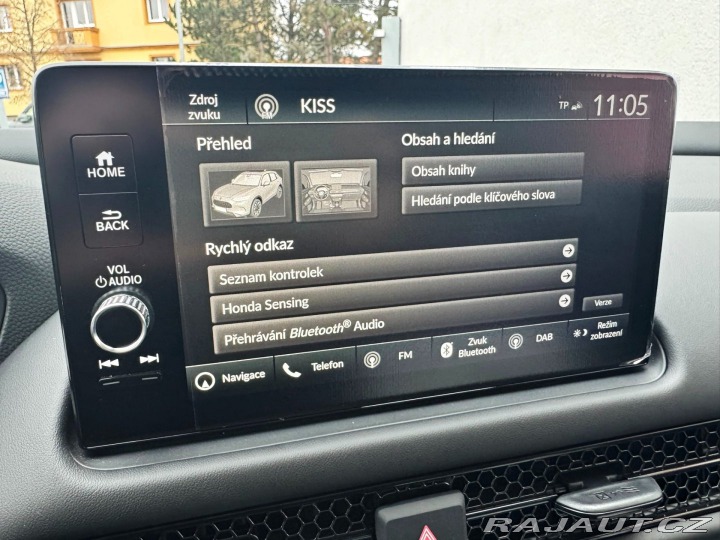 Zdroj zvuku
FM
KISS
TP
11:05
HOME
BACK
VOL
AUDIO
Přehled
Obsah a hledání
Obsah knihy
Hledání podle klíčového slova
Rychlý odkaz
Seznam kontrolek
Honda Sensing
Přehrávání Bluetooth® Audio
Verze
Navigace
Telefon
FM
Zvuk Bluetooth
DAB
Režim zobrazení
RAJAUT.CZ